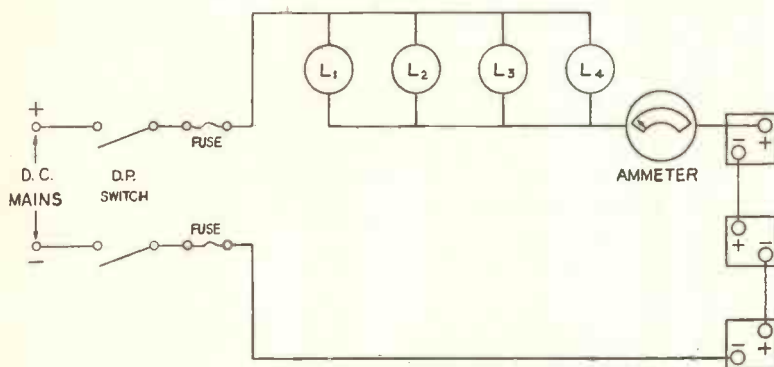 L1 L2 L3 L4
+
FUSE
D.C. MAINS
D.P. SWITCH
AMMETER
− +
FUSE
−
+ −
− +